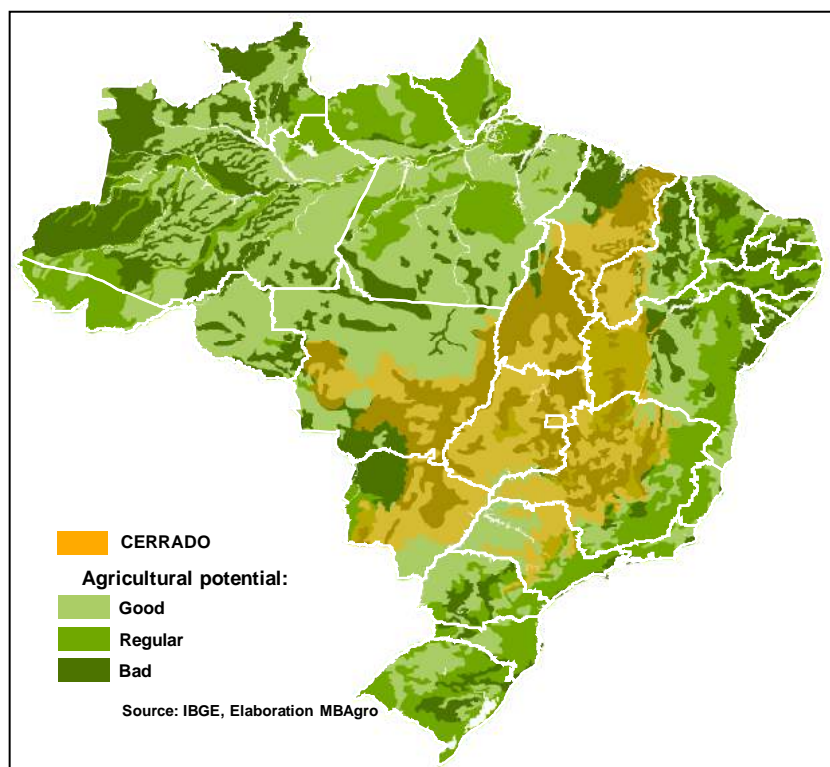 CERRADO
Agricultural potential:
Good
Regular
Bad
Source: IBGE, Elaboration MBAgro